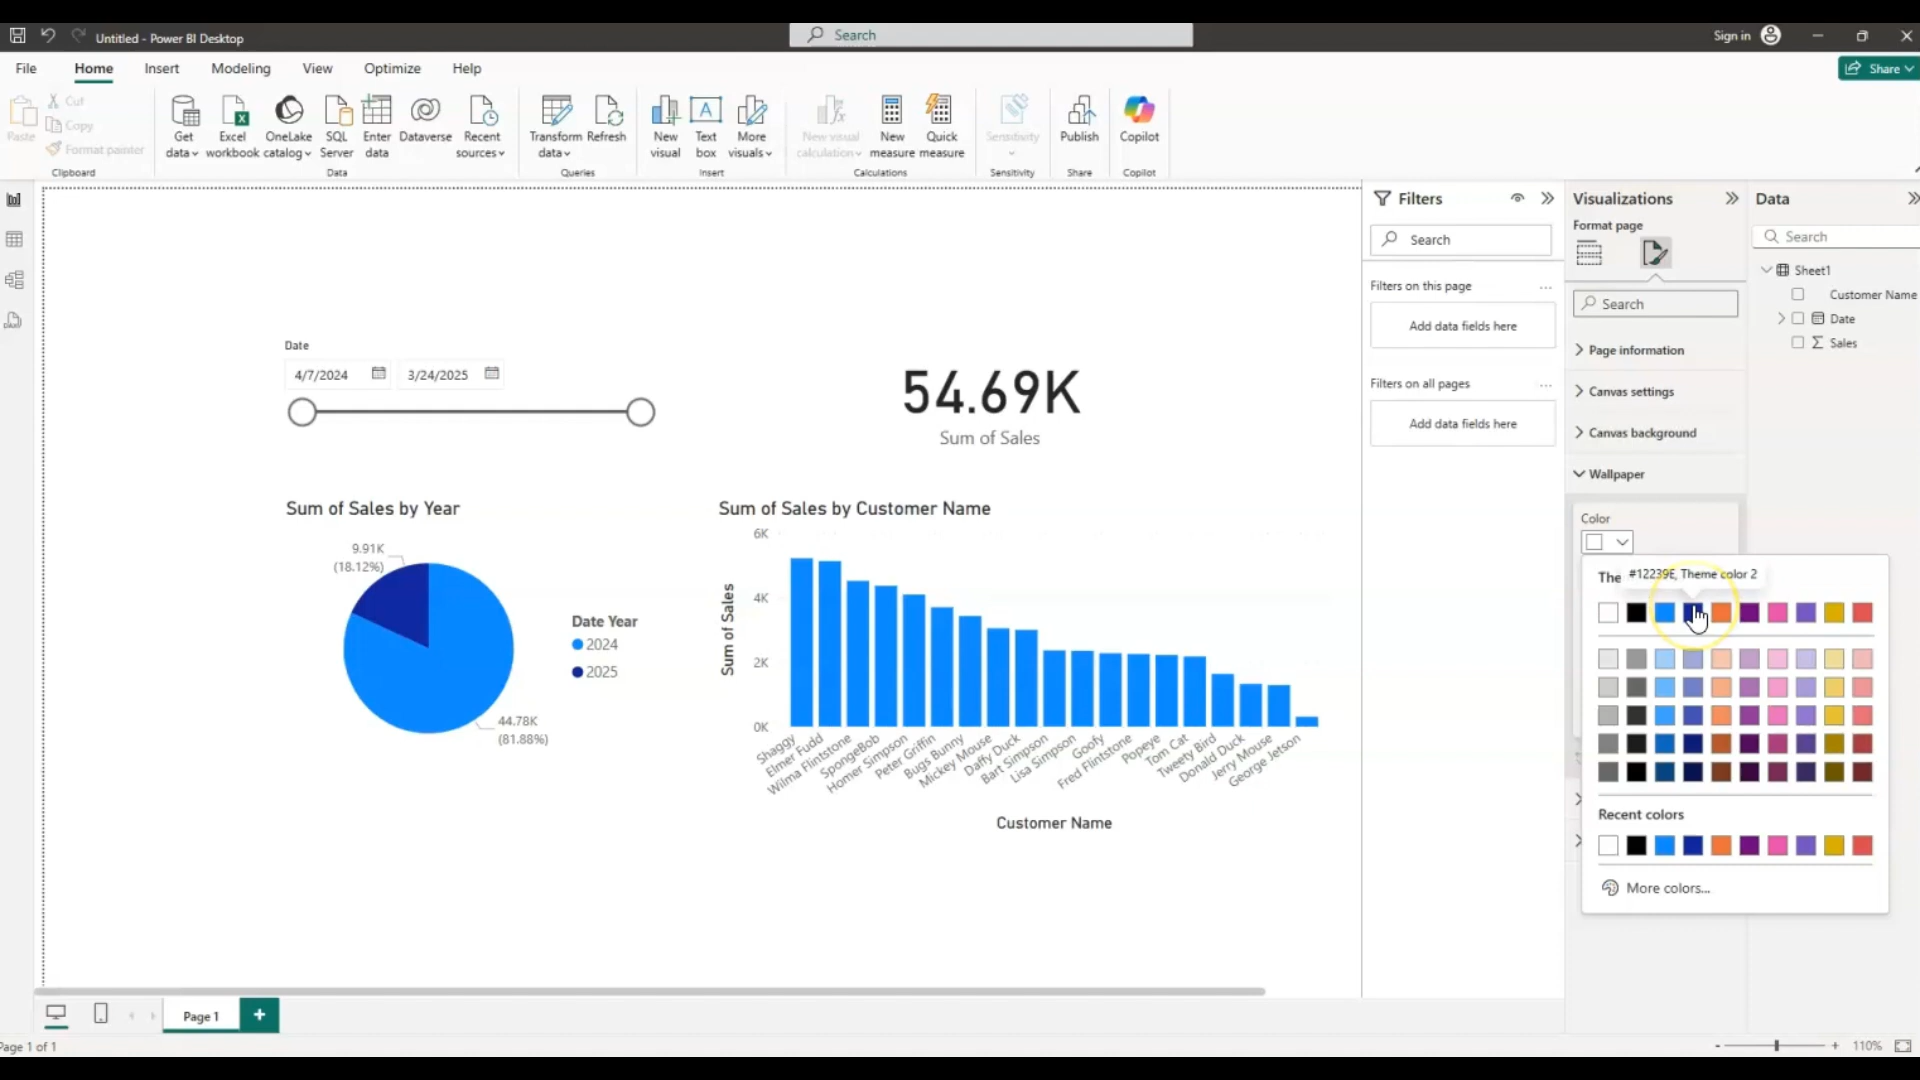 Untitled - Power BI Desktop
Search
Sign in
File Home Insert Modeling View Optimize Help
Share
Paste
Cut
Copy
Format painter
Clipboard
Get data
Excel workbook
OneLake catalog
SQL Server
Enter data
Dataverse
Recent sources
Data
Transform data
Refresh
Queries
New visual
Text box
More visuals
Insert
New visual calculation
New measure
Quick measure
Calculations
Sensitivity
Sensitivity
Publish
Share
Copilot
Copilot
Date
4/7/2024
3/24/2025
54.69K
Sum of Sales
Sum of Sales by Year
9.91K
(18.12%)
44.78K
(81.88%)
Date Year
2024
2025
Sum of Sales by Customer Name
Sum of Sales
6K
4K
2K
0K
Shaggy
Elmer Fudd
Wilma Flintstone
SpongeBob
Homer Simpson
Peter Griffin
Bugs Bunny
Mickey Mouse
Daffy Duck
Bart Simpson
Lisa Simpson
Goofy
Fred Flintstone
Popeye
Tom Cat
Tweety Bird
Donald Duck
Jerry Mouse
George Jetson
Customer Name
Filters
Search
Filters on this page
...
Add data fields here
Filters on all pages
...
Add data fields here
Visualizations
Format page
Search
Page information
Canvas settings
Canvas background
Wallpaper
Color
The
#12239E, Theme color 2
Recent colors
More colors...
Data
Search
Sheet1
Customer Name
Date
Sales
DAX
Page 1
Page 1 of 1
- + 110%